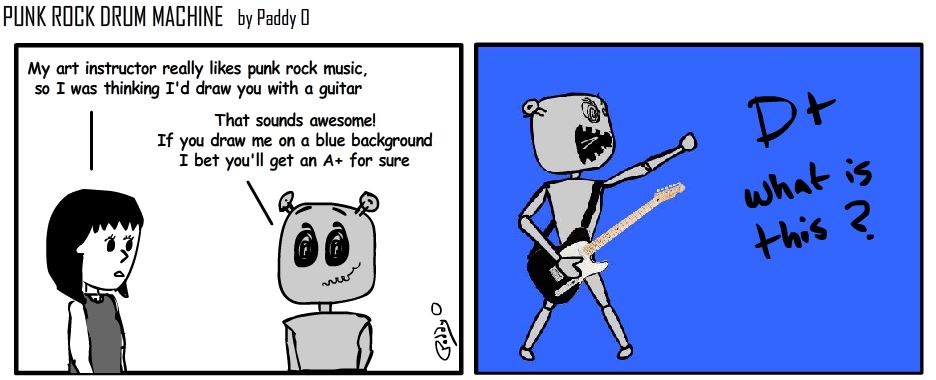 PUNK ROCK DRUM MACHINE by Paddy O
My art instructor really likes punk rock music,
so I was thinking I'd draw you with a guitar
That sounds awesome!
If you draw me on a blue background
I bet you'll get an A+ for sure
Paddy O
D+
what is
this?